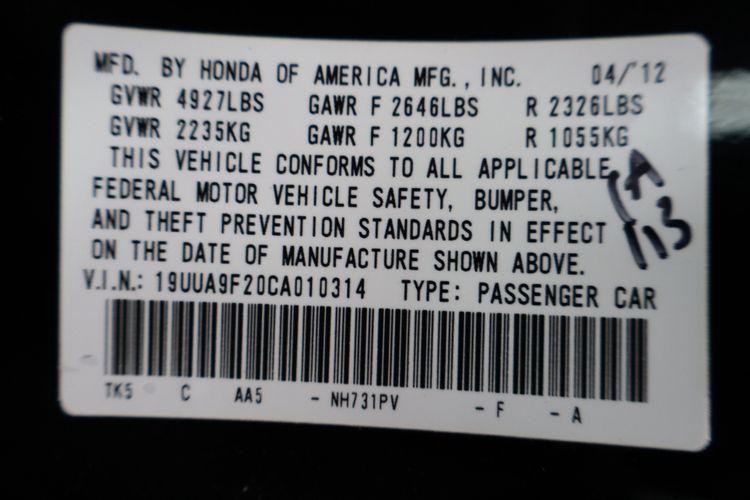 MFD. BY HONDA OF AMERICA MFG., INC. 04/12
GVWR 4927LBS GAWR F 2646LBS R 2326LBS
GVWR 2235KG GAWR F 1200KG R 1055KG
THIS VEHICLE CONFORMS TO ALL APPLICABLE
FEDERAL MOTOR VEHICLE SAFETY, BUMPER,
AND THEFT PREVENTION STANDARDS IN EFFECT
ON THE DATE OF MANUFACTURE SHOWN ABOVE.
V.I.N.: 19UUA9F20CA010314 TYPE: PASSENGER CAR
TK5 C AA5 - NH731PV - F - A